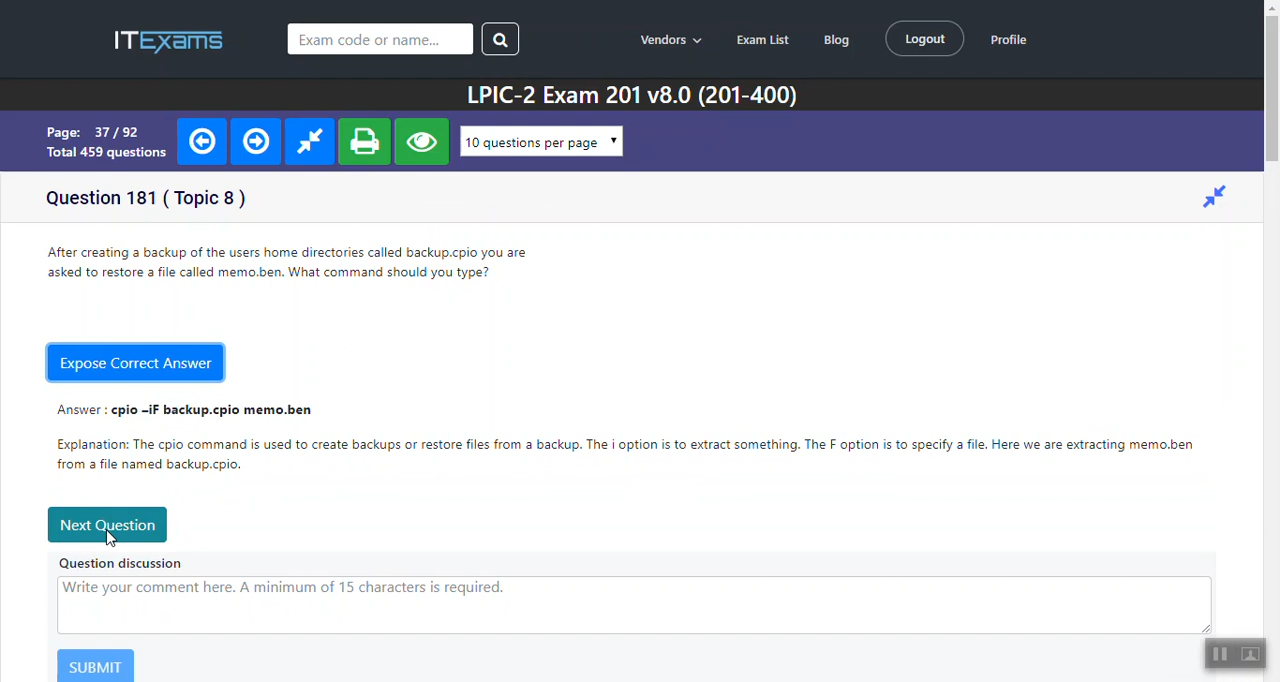 ITExams
Exam code or name...
Vendors
Exam List
Blog
Logout
Profile
LPIC-2 Exam 201 v8.0 (201-400)
Page: 37 / 92
Total 459 questions
10 questions per page
Question 181 ( Topic 8 )
After creating a backup of the users home directories called backup.cpio you are
asked to restore a file called memo.ben. What command should you type?
Expose Correct Answer
Answer : cpio –iF backup.cpio memo.ben
Explanation: The cpio command is used to create backups or restore files from a backup. The i option is to extract something. The F option is to specify a file. Here we are extracting memo.ben
from a file named backup.cpio.
Next Question
Question discussion
Write your comment here. A minimum of 15 characters is required.
SUBMIT